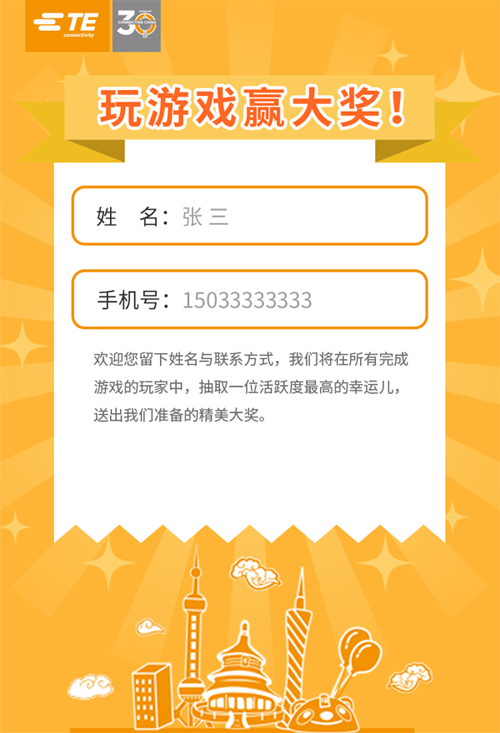 TE
connectivity
30
CONNECTING CHINA
玩游戏赢大奖！
姓 名：张 三
手机号：15033333333
欢迎您留下姓名与联系方式，我们将在所有完成
游戏的玩家中，抽取一位活跃度最高的幸运儿，
送出我们准备的精美大奖。